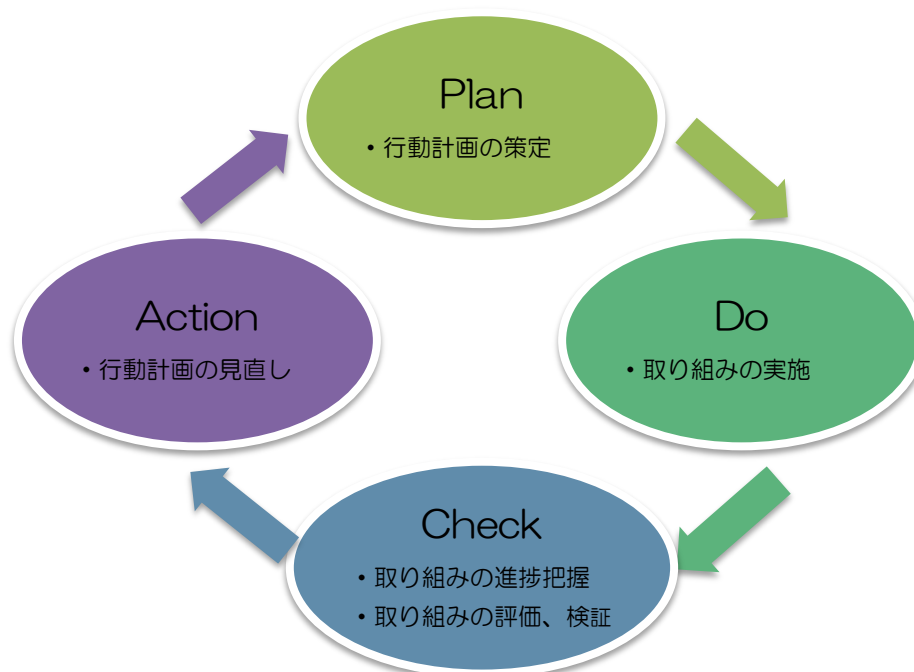 Plan
・行動計画の策定
Do
・取り組みの実施
Check
・取り組みの進捗把握
・取り組みの評価、検証
Action
・行動計画の見直し